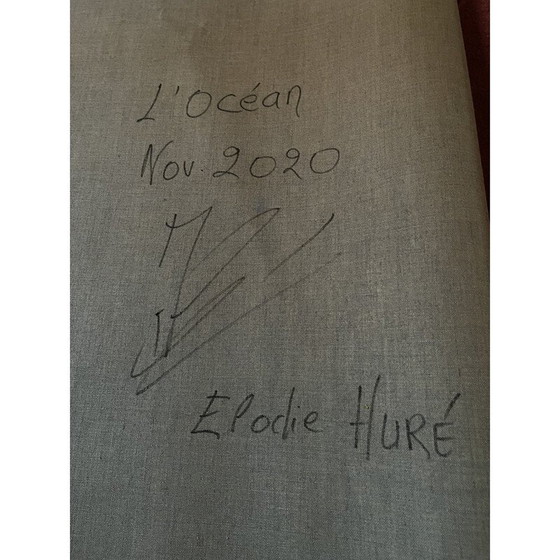 L'Océan
Nov. 2020
Elodie HURÉ